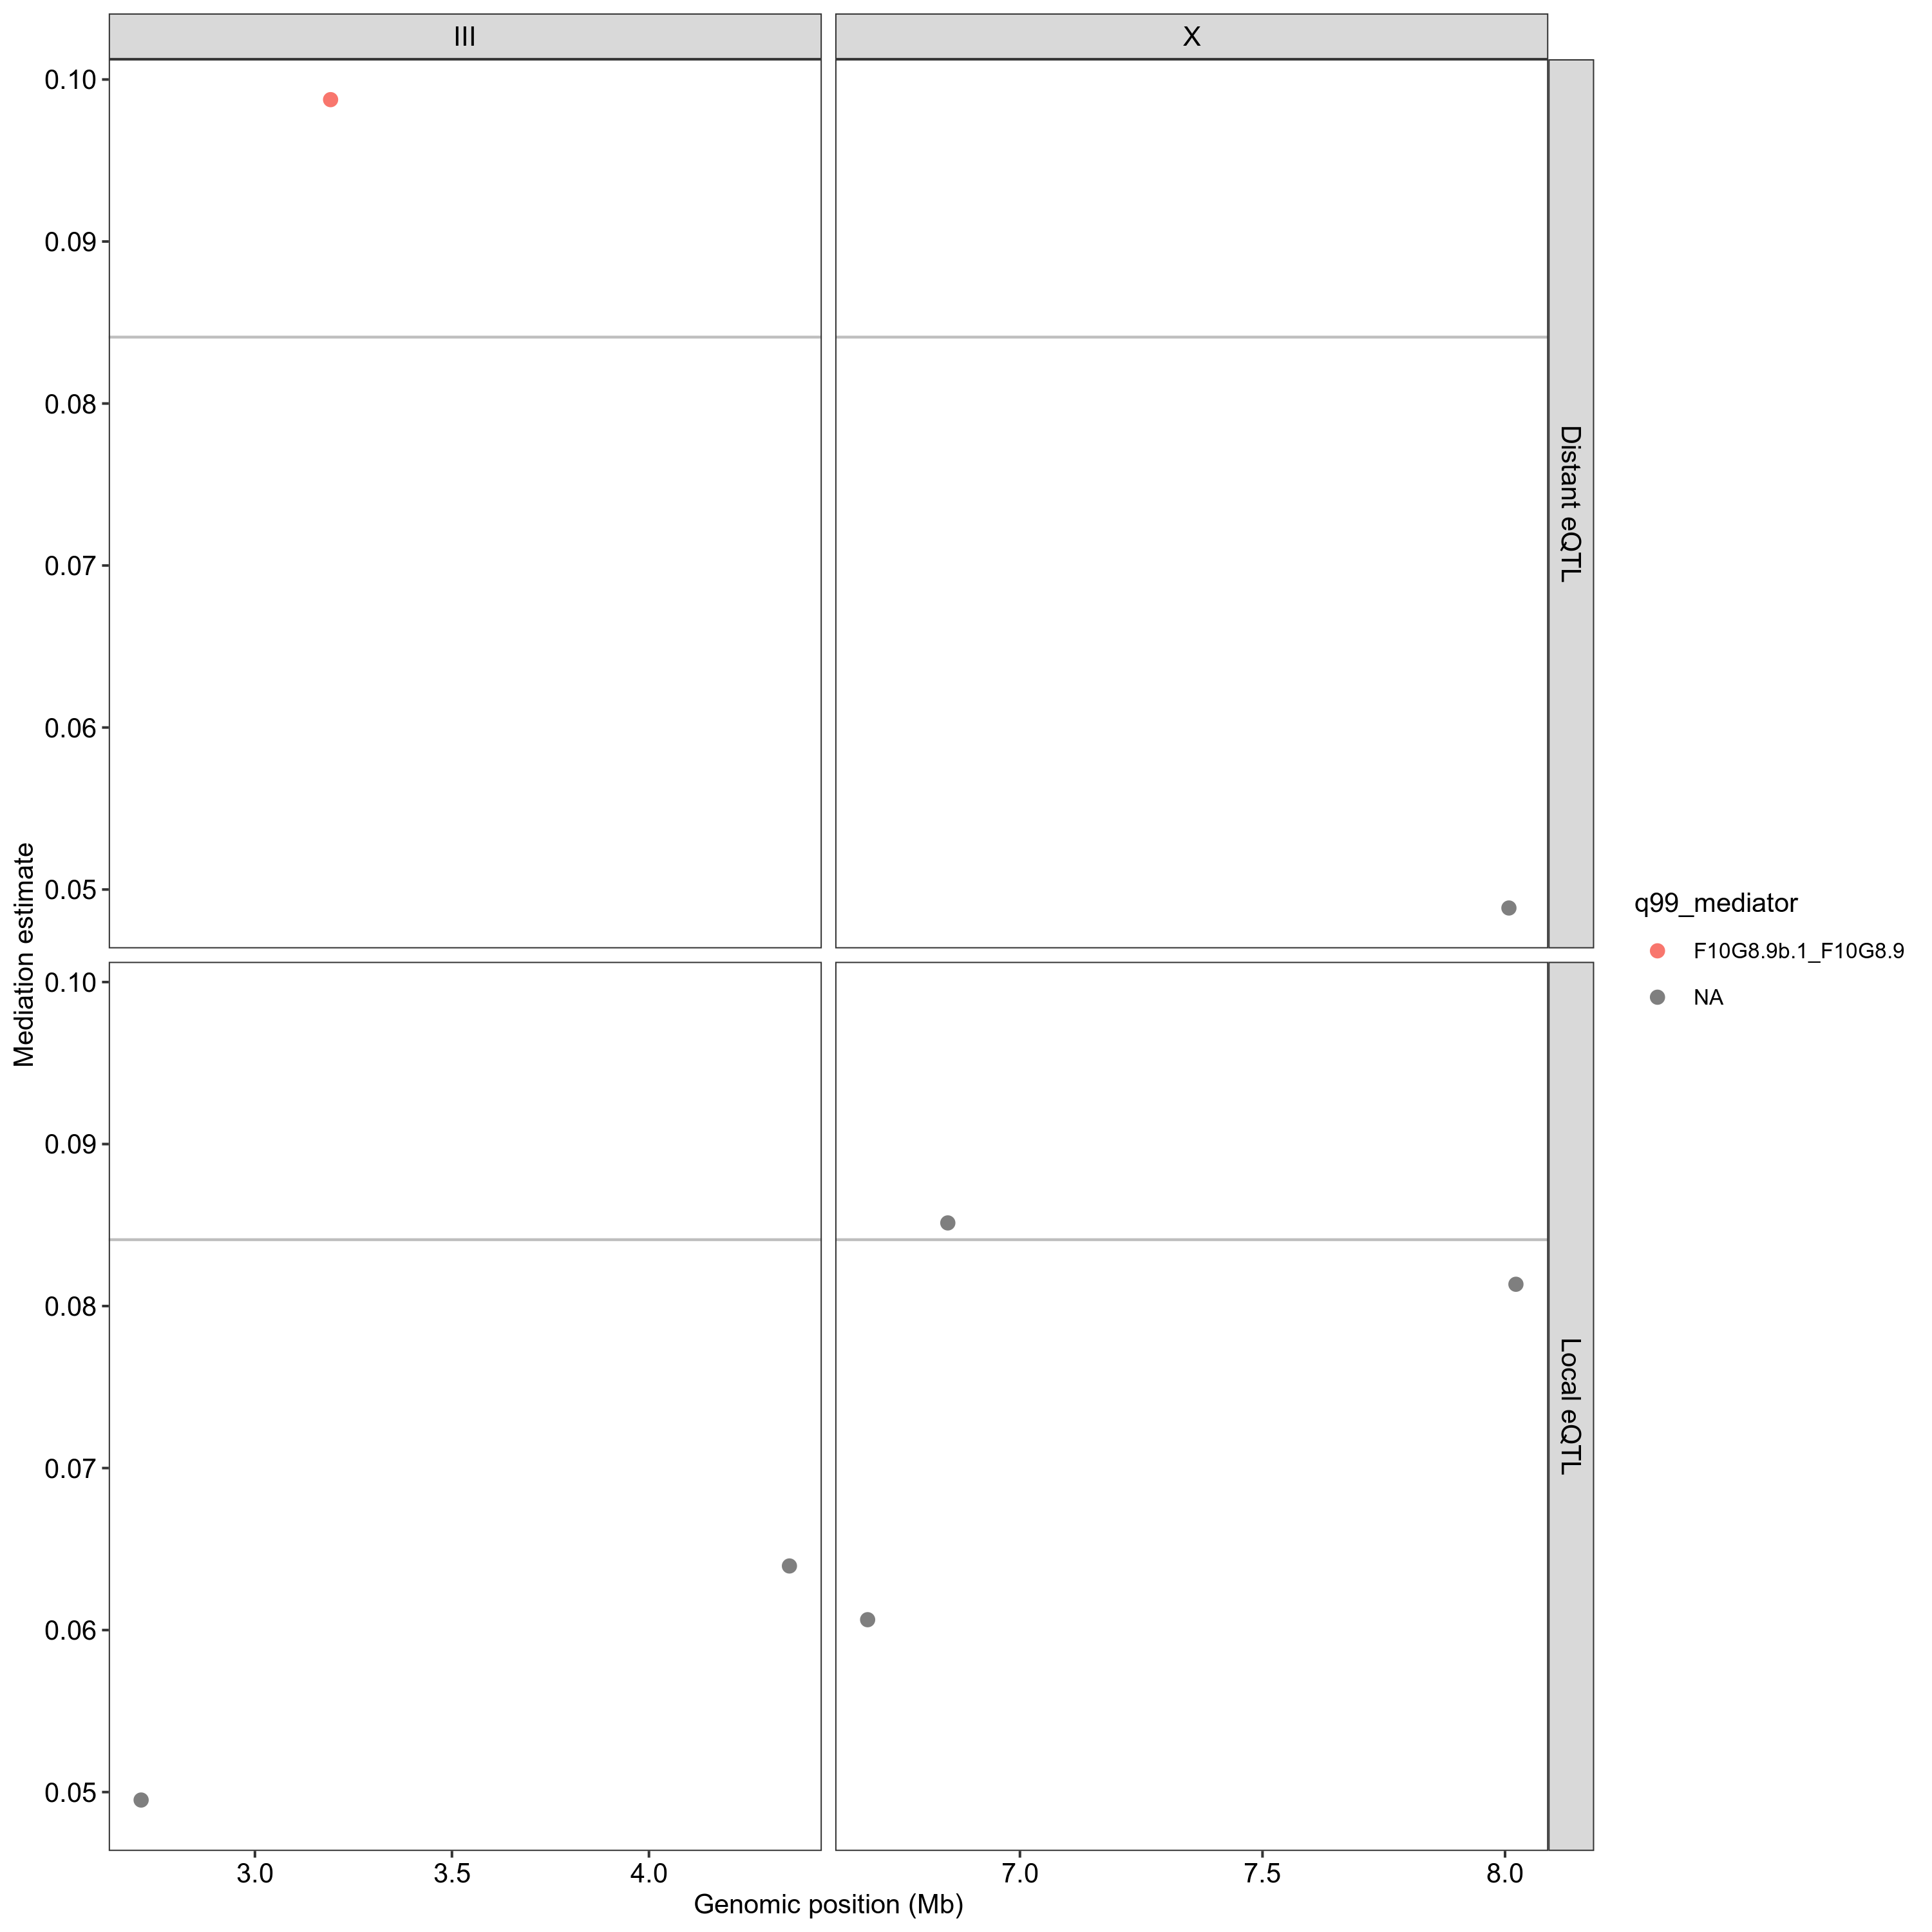 III
X
0.10
0.09
0.08
0.07
0.06
0.05
Distant eQTL
0.10
0.09
0.08
0.07
0.06
0.05
Local eQTL
3.0
3.5
4.0
7.0
7.5
8.0
Genomic position (Mb)
Mediation estimate
q99_mediator
F10G8.9b.1_F10G8.9
NA